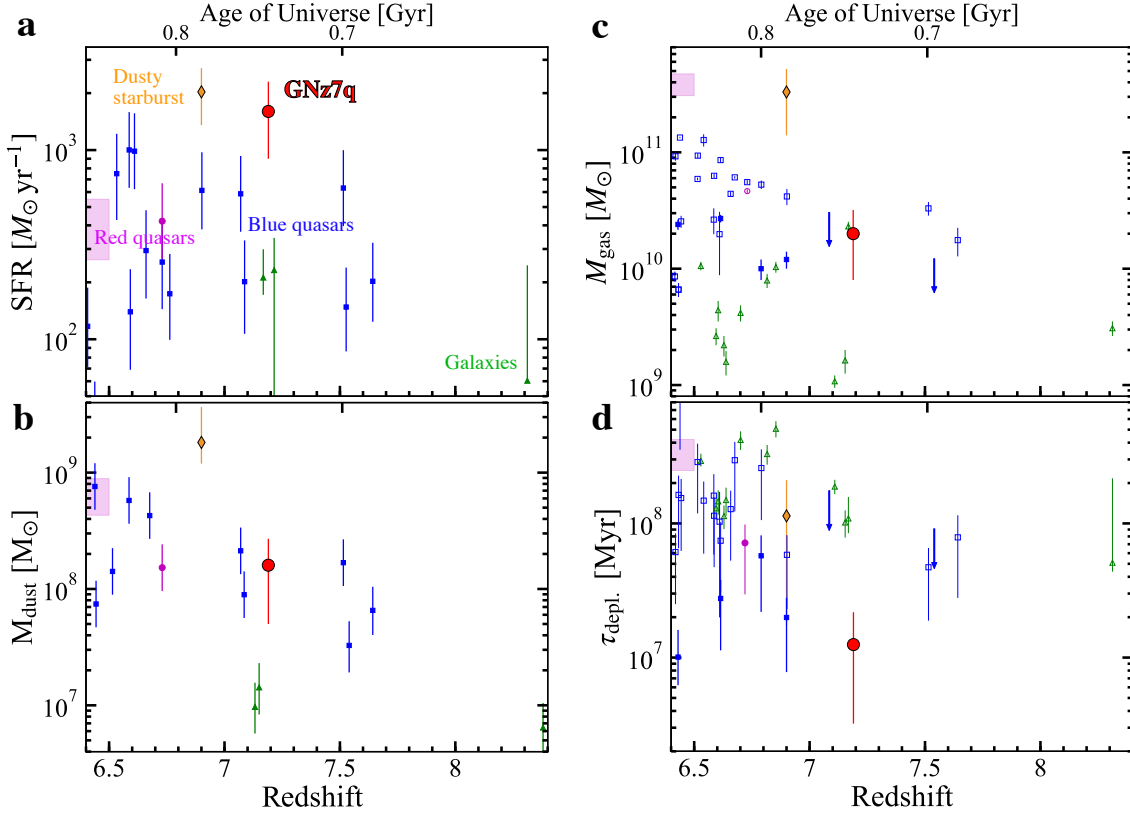 Age of Universe [Gyr]
0.8
0.7
a
Dusty
starburst
GNz7q
Blue quasars
Red quasars
Galaxies
SFR [M⊙yr⁻¹]
10³
10²
b
M_dust [M⊙]
10⁹
10⁸
10⁷
6.5
7
7.5
8
Redshift
Age of Universe [Gyr]
0.8
0.7
c
M_gas [M⊙]
10¹¹
10¹⁰
10⁹
d
τ_depl. [Myr]
10⁸
10⁷
6.5
7
7.5
8
Redshift